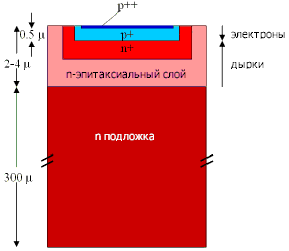 p++
0.5 μ
p+
электроны
n+
2-4 μ
дырки
n-эпитаксиальный слой
n подложка
300 μ